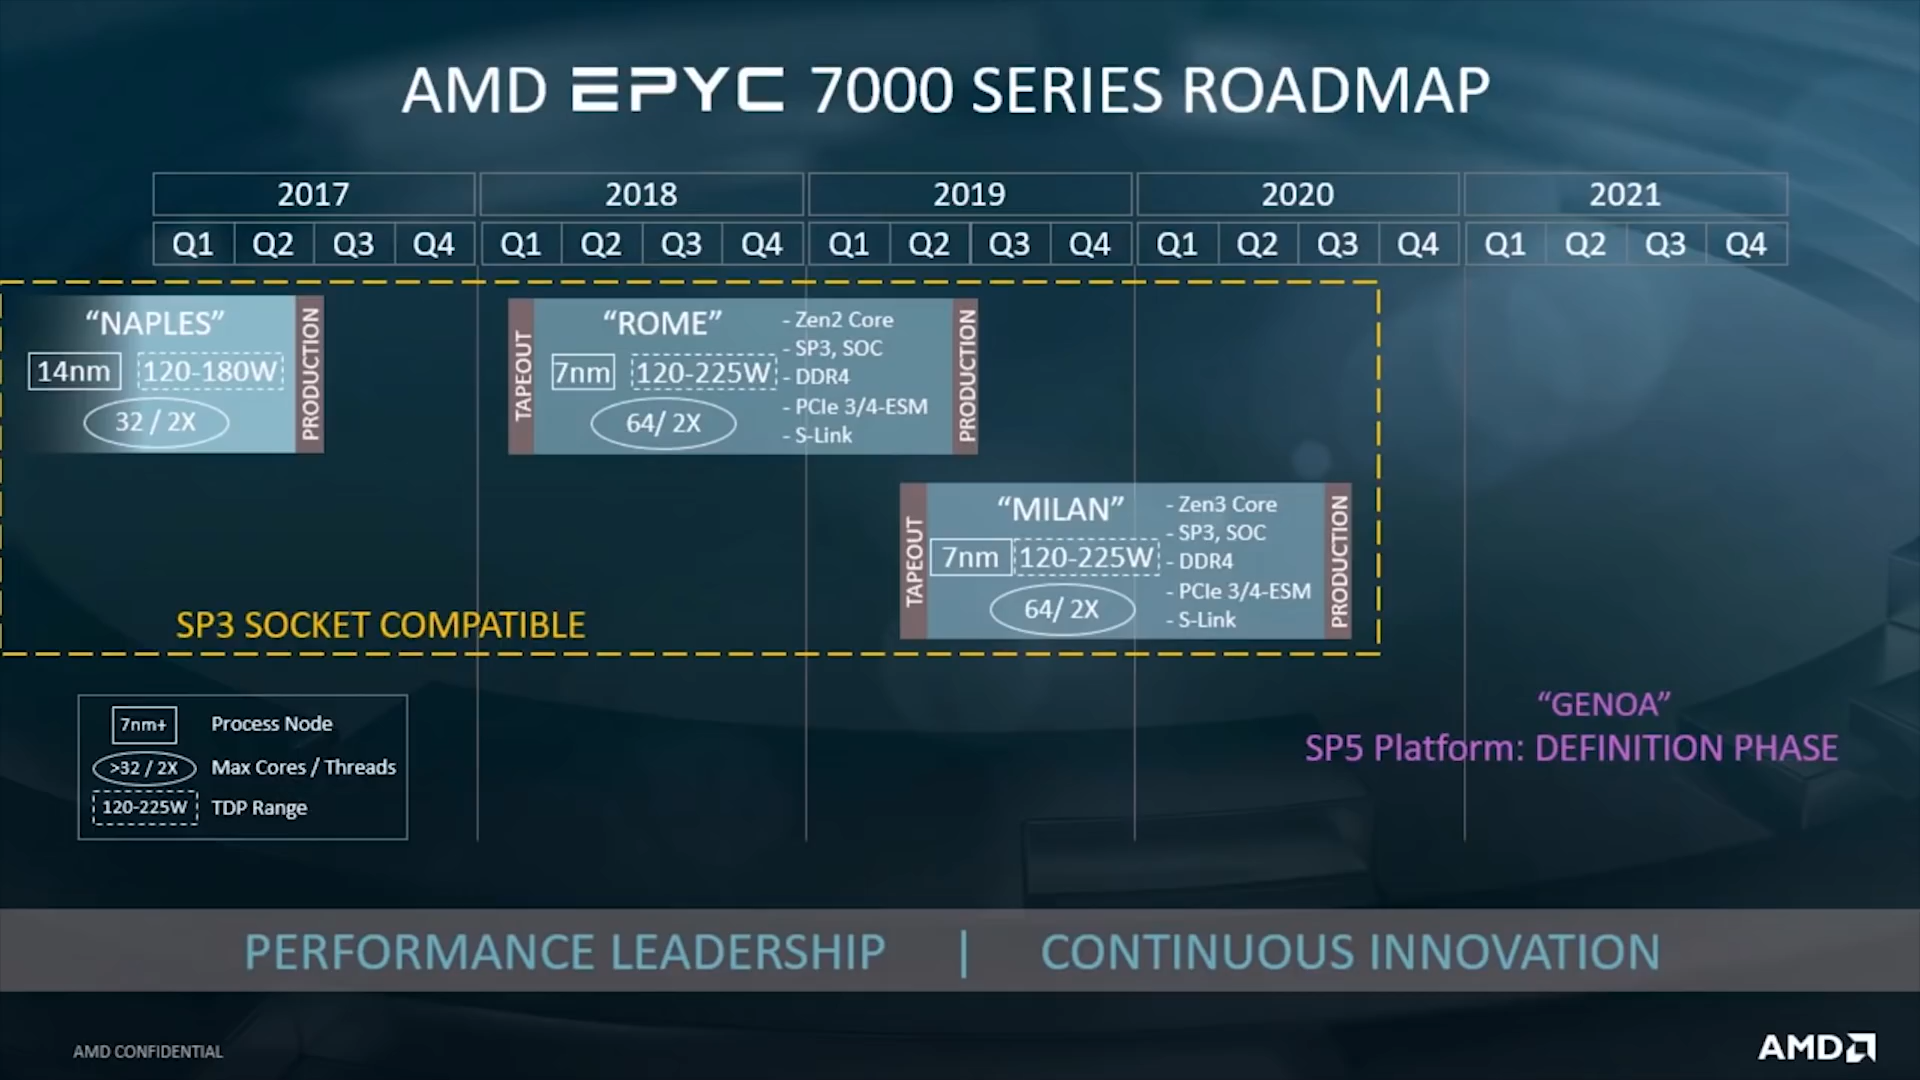 AMD EPYC 7000 SERIES ROADMAP
2017 2018 2019 2020 2021
Q1 Q2 Q3 Q4 Q1 Q2 Q3 Q4 Q1 Q2 Q3 Q4 Q1 Q2 Q3 Q4 Q1 Q2 Q3 Q4
“NAPLES”
14nm 120-180W
32 / 2X
PRODUCTION
TAPEOUT
“ROME”
7nm 120-225W
64/ 2X
- Zen2 Core
- SP3, SOC
- DDR4
- PCIe 3/4-ESM
- S-Link
PRODUCTION
TAPEOUT
“MILAN”
7nm 120-225W
64/ 2X
- Zen3 Core
- SP3, SOC
- DDR4
- PCIe 3/4-ESM
- S-Link
PRODUCTION
SP3 SOCKET COMPATIBLE
7nm+ Process Node
>32 / 2X Max Cores / Threads
120-225W TDP Range
“GENOA”
SP5 Platform: DEFINITION PHASE
PERFORMANCE LEADERSHIP | CONTINUOUS INNOVATION
AMD CONFIDENTIAL
AMD